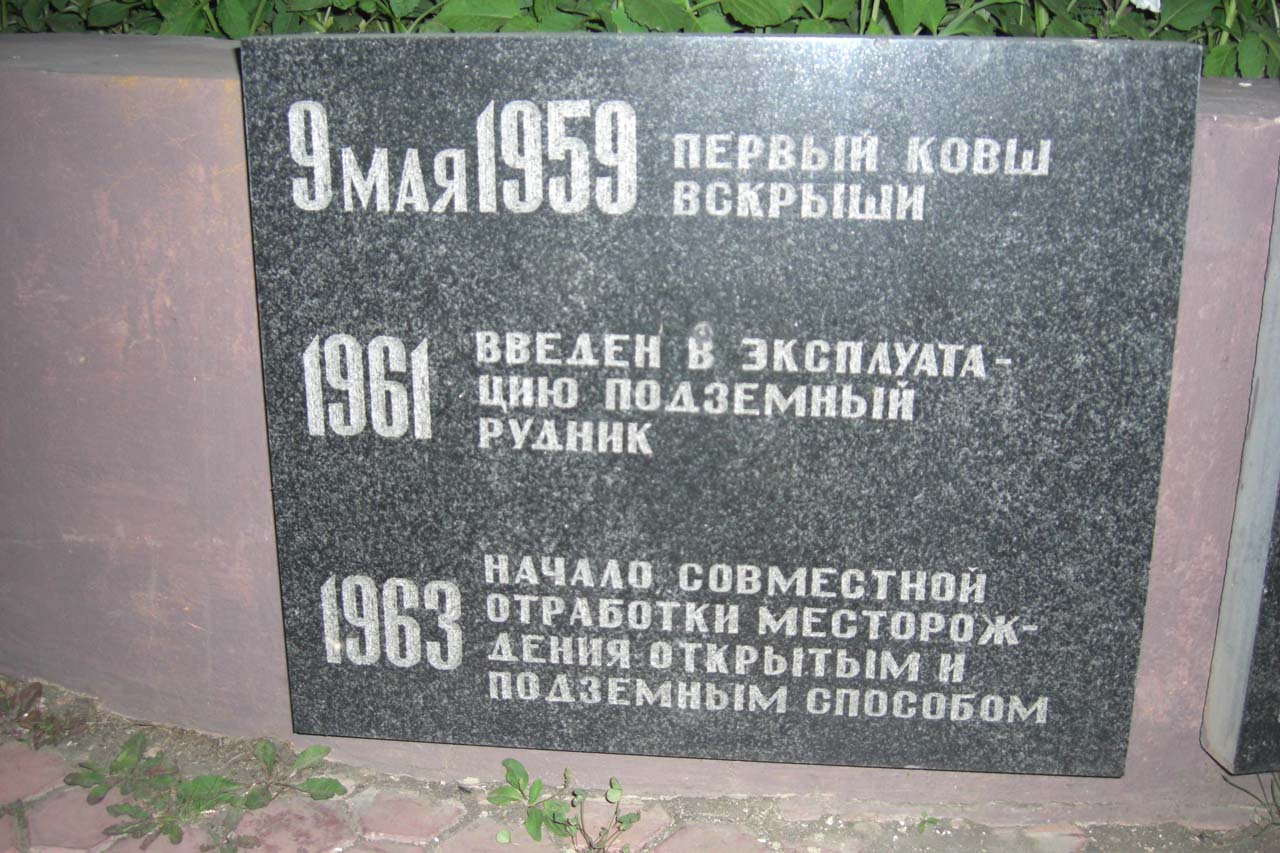 9 МАЯ 1959 ПЕРВЫЙ КОВШ
ВСКРЫШИ
1961 ВВЕДЕН В ЭКСПЛУАТА-
ЦИЮ ПОДЗЕМНЫЙ
РУДНИК
1963 НАЧАЛО СОВМЕСТНОЙ
ОТРАБОТКИ МЕСТОРОЖ-
ДЕНИЯ ОТКРЫТЫМ И
ПОДЗЕМНЫМ СПОСОБОМ